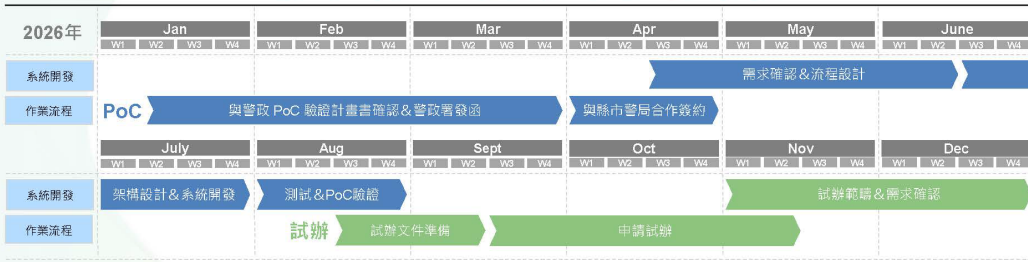 2026年 Jan Feb Mar Apr May June
W1 W2 W3 W4 W1 W2 W3 W4 W1 W2 W3 W4 W1 W2 W3 W4 W1 W2 W3 W4 W1 W2 W3 W4
系統開發 需求確認&流程設計
作業流程 PoC 與警政 PoC 驗證計畫書確認&警政署發函 與縣市警局合作簽約
July Aug Sept Oct Nov Dec
W1 W2 W3 W4 W1 W2 W3 W4 W1 W2 W3 W4 W1 W2 W3 W4 W1 W2 W3 W4 W1 W2 W3 W4
系統開發 架構設計&系統開發 測試&PoC驗證 試辦範疇&需求確認
作業流程 試辦 試辦文件準備 申請試辦